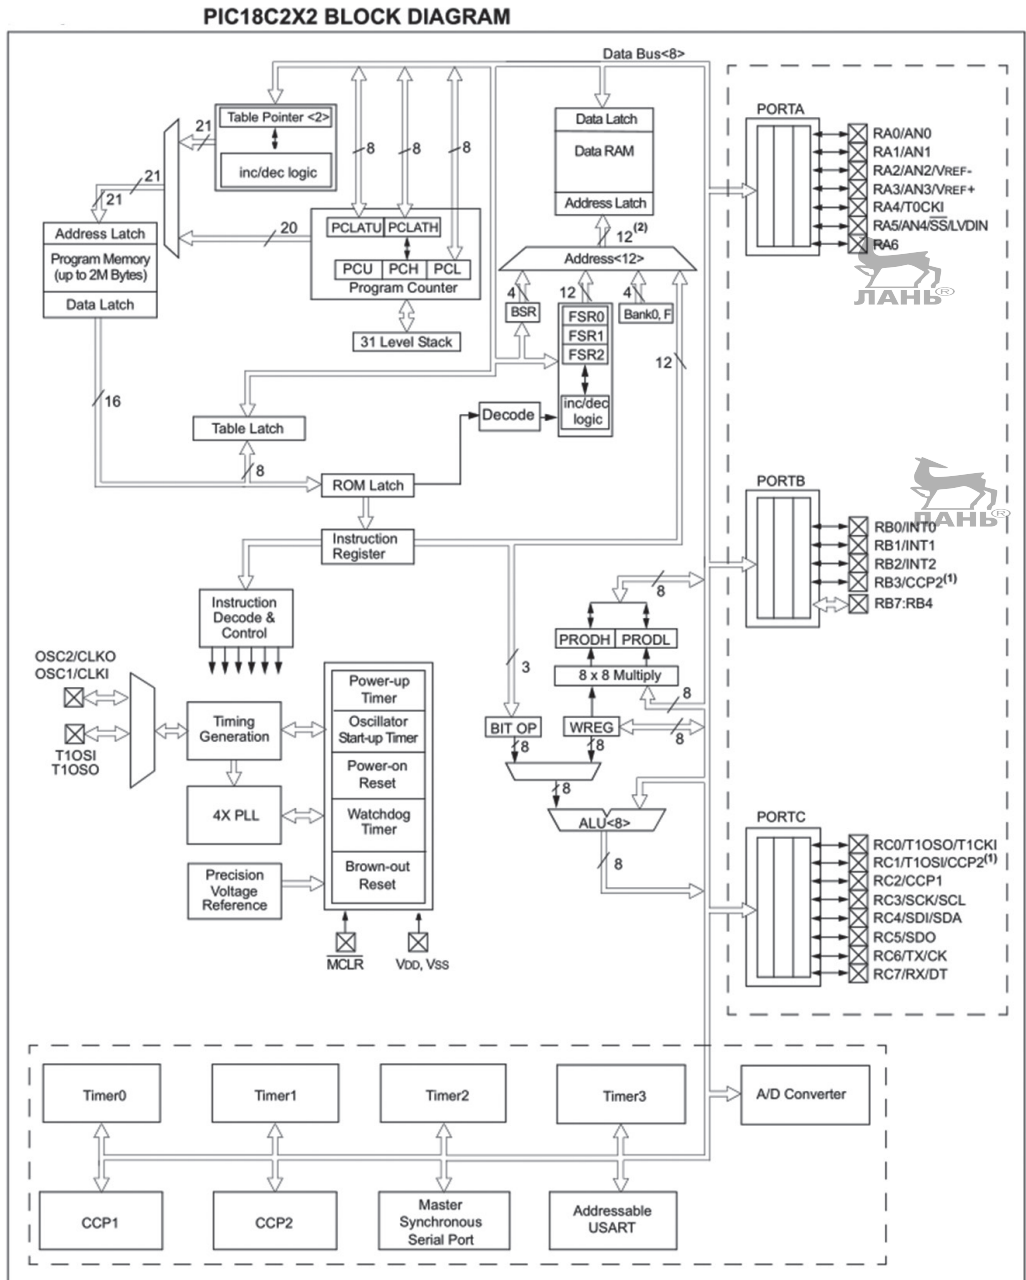 PIC18C2X2 BLOCK DIAGRAM
Data Bus<8>
Table Pointer <2>
inc/dec logic
21
21
21
8
8
8
20
Address Latch
Program Memory
(up to 2M Bytes)
Data Latch
PCLATU
PCLATH
PCU
PCH
PCL
Program Counter
31 Level Stack
16
Data Latch
Data RAM
Address Latch
12(2)
Address<12>
4
12
4
BSR
FSR0
FSR1
FSR2
inc/dec
logic
Bank0, F
12
Table Latch
8
Decode
ROM Latch
Instruction
Register
Instruction
Decode &
Control
OSC2/CLKO
OSC1/CLKI
T1OSI
T1OSO
Timing
Generation
4X PLL
Precision
Voltage
Reference
Power-up
Timer
Oscillator
Start-up Timer
Power-on
Reset
Watchdog
Timer
Brown-out
Reset
MCLR
VDD, VSS
8
PRODH
PRODL
8 x 8 Multiply
8
3
BIT OP
WREG
8
8
8
8
ALU<8>
8
PORTA
RA0/AN0
RA1/AN1
RA2/AN2/VREF-
RA3/AN3/VREF+
RA4/T0CKI
RA5/AN4/SS/LVDIN
RA6
ЛАНЬ®
PORTB
ЛАНЬ®
RB0/INT0
RB1/INT1
RB2/INT2
RB3/CCP2(1)
RB7:RB4
PORTC
RC0/T1OSO/T1CKI
RC1/T1OSI/CCP2(1)
RC2/CCP1
RC3/SCK/SCL
RC4/SDI/SDA
RC5/SDO
RC6/TX/CK
RC7/RX/DT
Timer0
Timer1
Timer2
Timer3
A/D Converter
CCP1
CCP2
Master
Synchronous
Serial Port
Addressable
USART